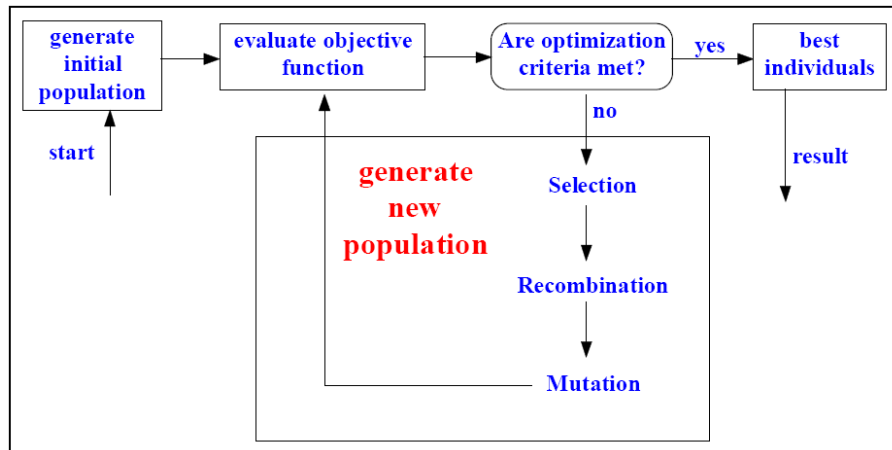 generate
initial
population
evaluate objective
function
Are optimization
criteria met?
yes
best
individuals
start
no
result
generate
new
population
Selection
Recombination
Mutation